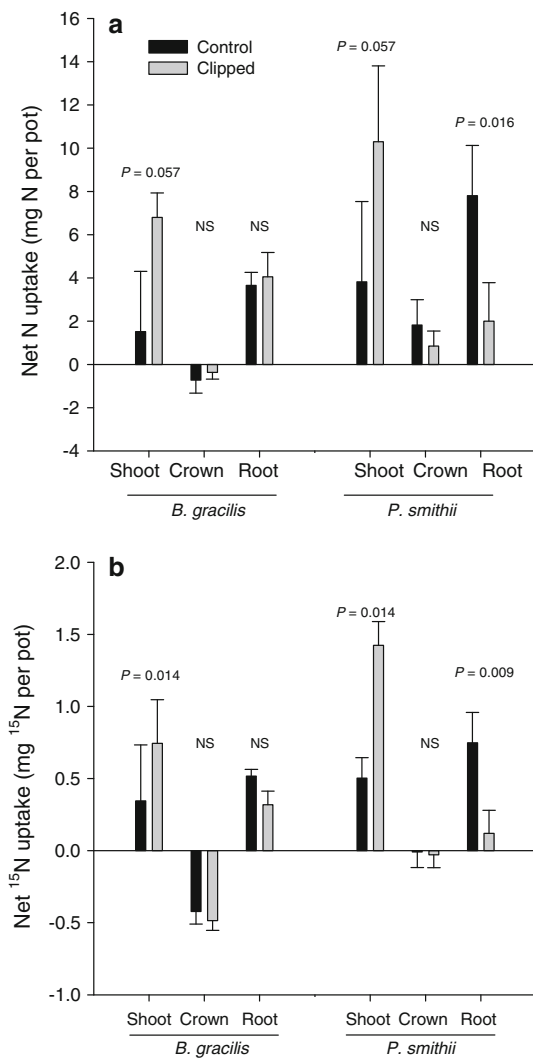 a
Control
Clipped
Net N uptake (mg N per pot)
16
14
12
10
8
6
4
2
0
-2
-4
P = 0.057
NS
NS
P = 0.057
NS
P = 0.016
Shoot Crown Root
Shoot Crown Root
B. gracilis
P. smithii
b
Net ¹⁵N uptake (mg ¹⁵N per pot)
2.0
1.5
1.0
0.5
0.0
-0.5
-1.0
P = 0.014
NS
NS
P = 0.014
NS
P = 0.009
Shoot Crown Root
Shoot Crown Root
B. gracilis
P. smithii